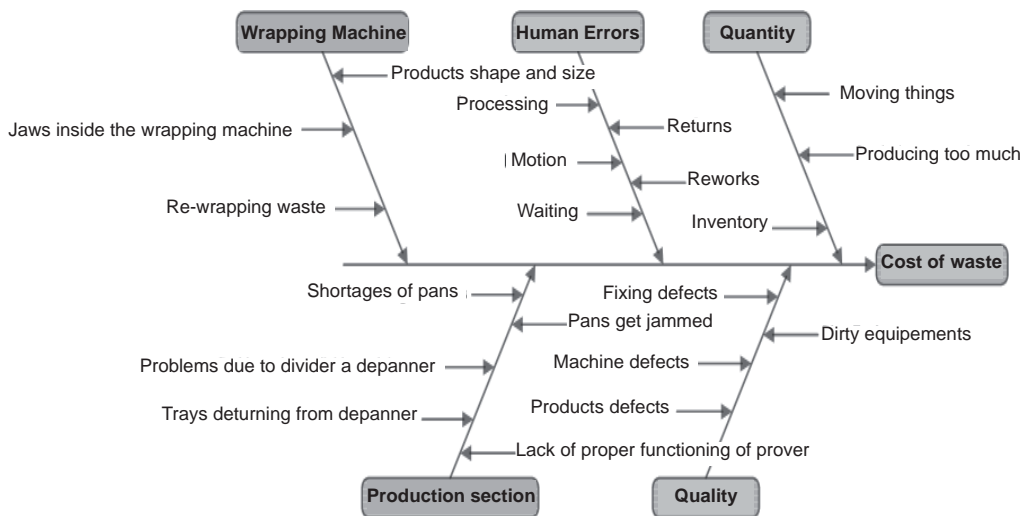 Wrapping Machine
Human Errors
Quantity
Products shape and size
Processing
Moving things
Jaws inside the wrapping machine
Returns
Motion
Producing too much
Reworks
Re-wrapping waste
Waiting
Inventory
Cost of waste
Shortages of pans
Fixing defects
Pans get jammed
Dirty equipements
Problems due to divider a depanner
Machine defects
Trays deturning from depanner
Products defects
Lack of proper functioning of prover
Production section
Quality